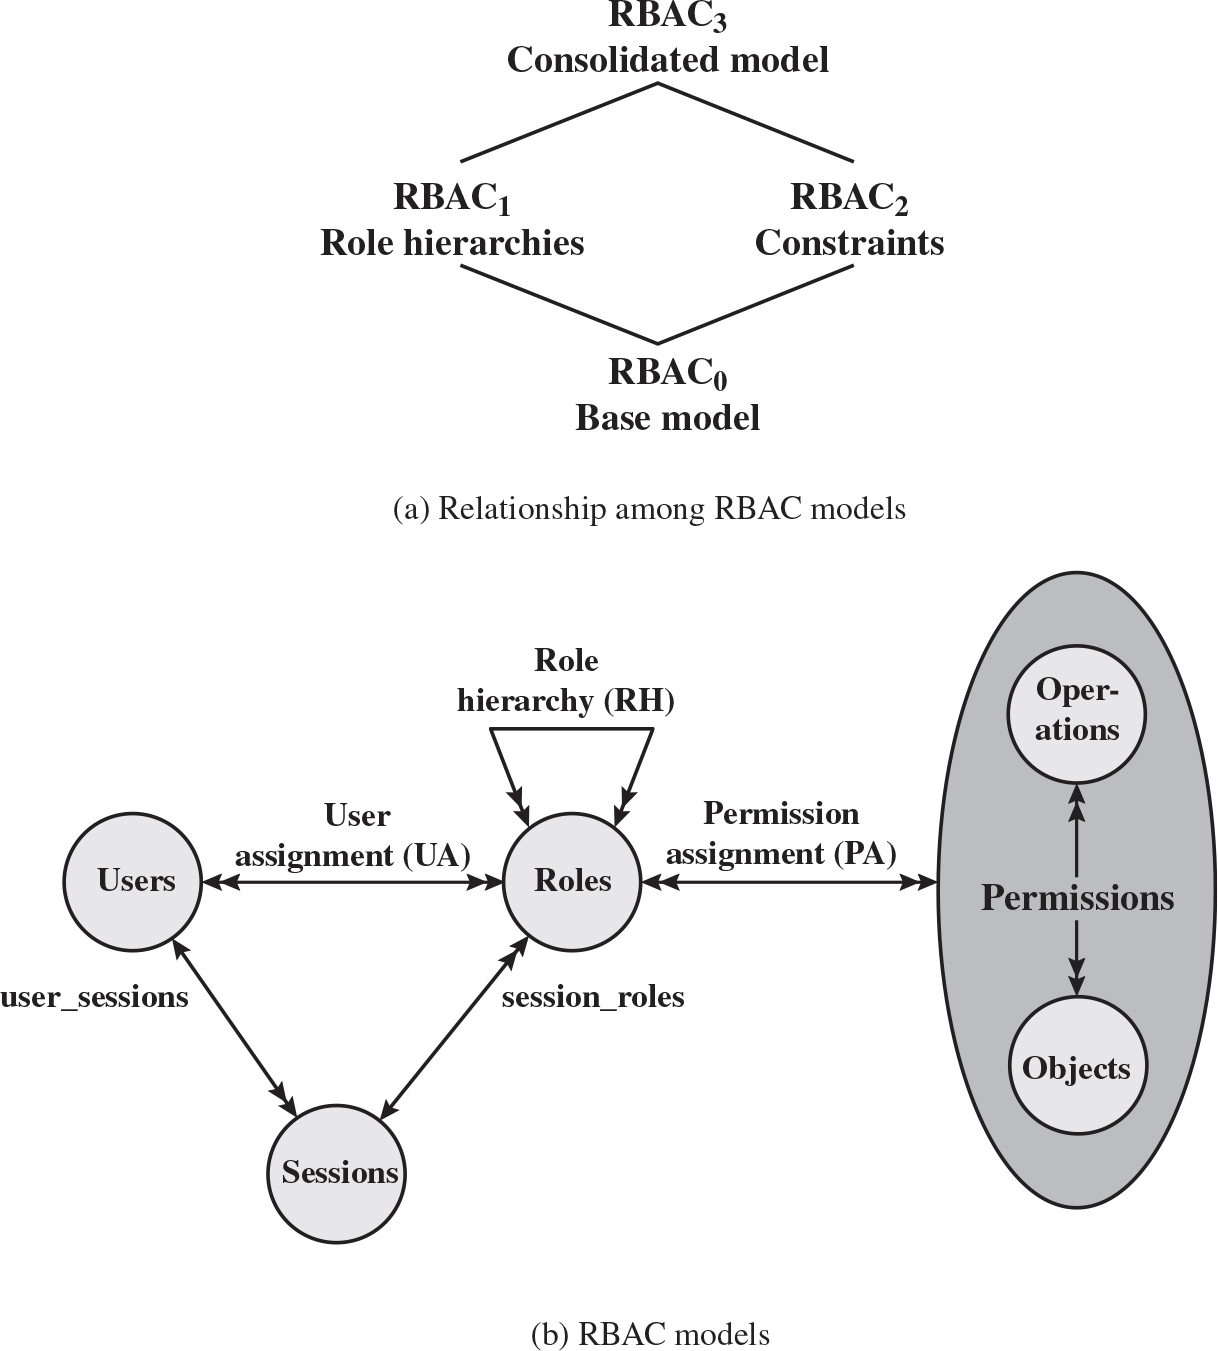 RBAC3
Consolidated model
RBAC1
RBAC2
Role hierarchies
Constraints
RBAC0
Base model
(a) Relationship among RBAC models
Role
hierarchy (RH)
Oper-
ations
User
assignment (UA)
Permission
assignment (PA)
Users
Roles
Permissions
user_sessions
session_roles
Objects
Sessions
(b) RBAC models